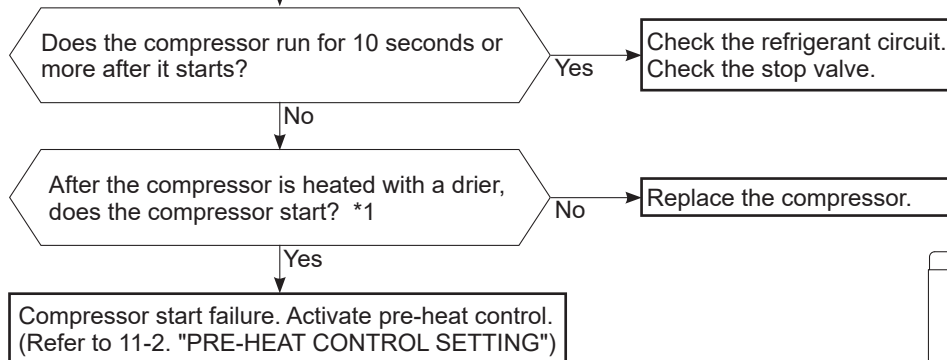 Does the compressor run for 10 seconds or
more after it starts?
Yes
Check the refrigerant circuit.
Check the stop valve.
No
After the compressor is heated with a drier,
does the compressor start?  *1
No
Replace the compressor.
Yes
Compressor start failure. Activate pre-heat control.
(Refer to 11-2. "PRE-HEAT CONTROL SETTING")